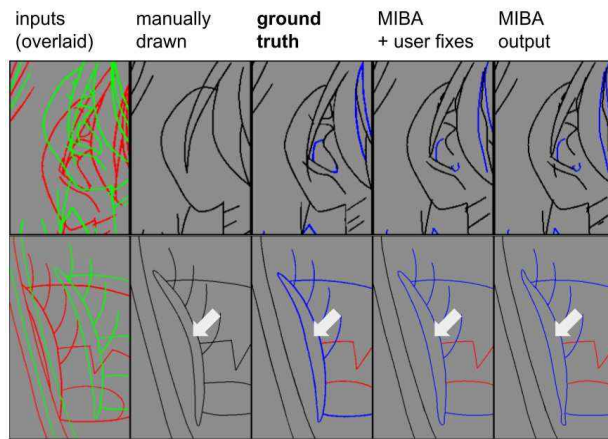 inputs
(overlaid)
manually
drawn
ground
truth
MIBA
+ user fixes
MIBA
output